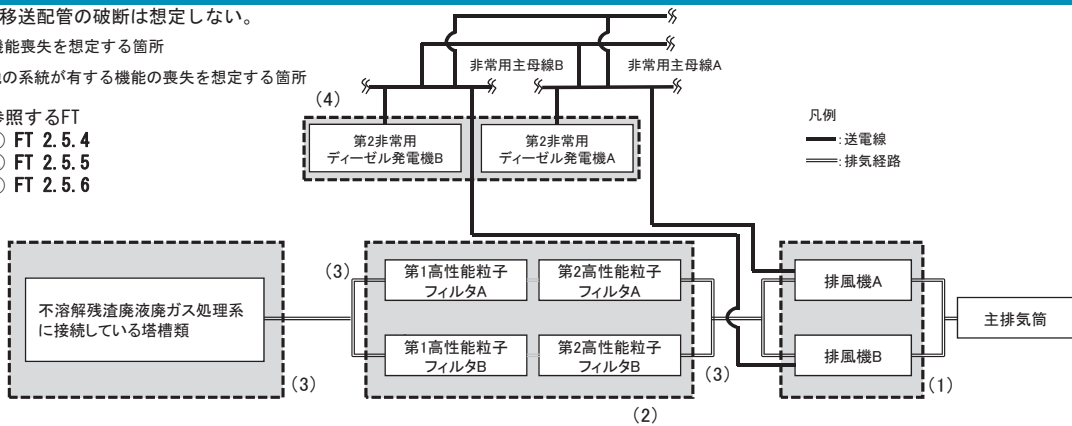 移送配管の破断は想定しない。
機能喪失を想定する箇所
の系統が有する機能の喪失を想定する箇所
参照するFT
) FT 2.5.4
) FT 2.5.5
) FT 2.5.6
非常用主母線B
非常用主母線A
(4)
第2非常用
ディーゼル発電機B
第2非常用
ディーゼル発電機A
凡例
:送電線
:排気経路
不溶解残渣廃液廃ガス処理系
に接続している塔槽類
(3)
(3)
第1高性能粒子
フィルタA
第2高性能粒子
フィルタA
第1高性能粒子
フィルタB
第2高性能粒子
フィルタB
(3)
(2)
排風機A
排風機B
(1)
主排気筒